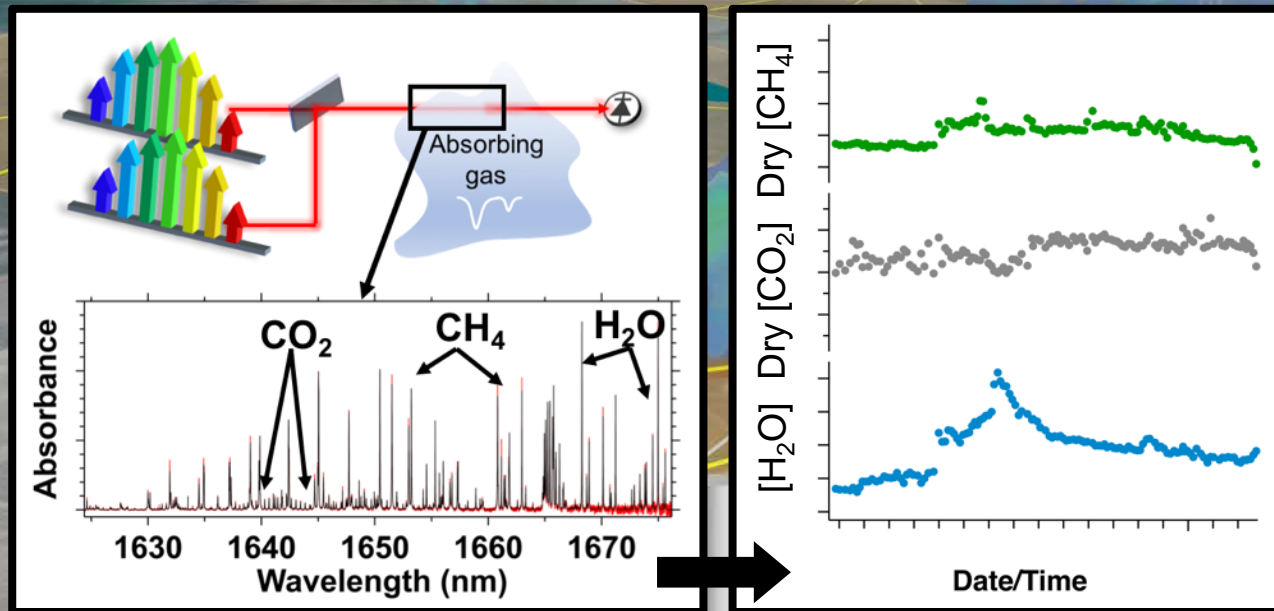 Absorbing
gas
CO₂
CH₄
H₂O
Absorbance
1630 1640 1650 1660 1670
Wavelength (nm)
Dry [CH₄]
Dry [CO₂]
[H₂O]
Date/Time